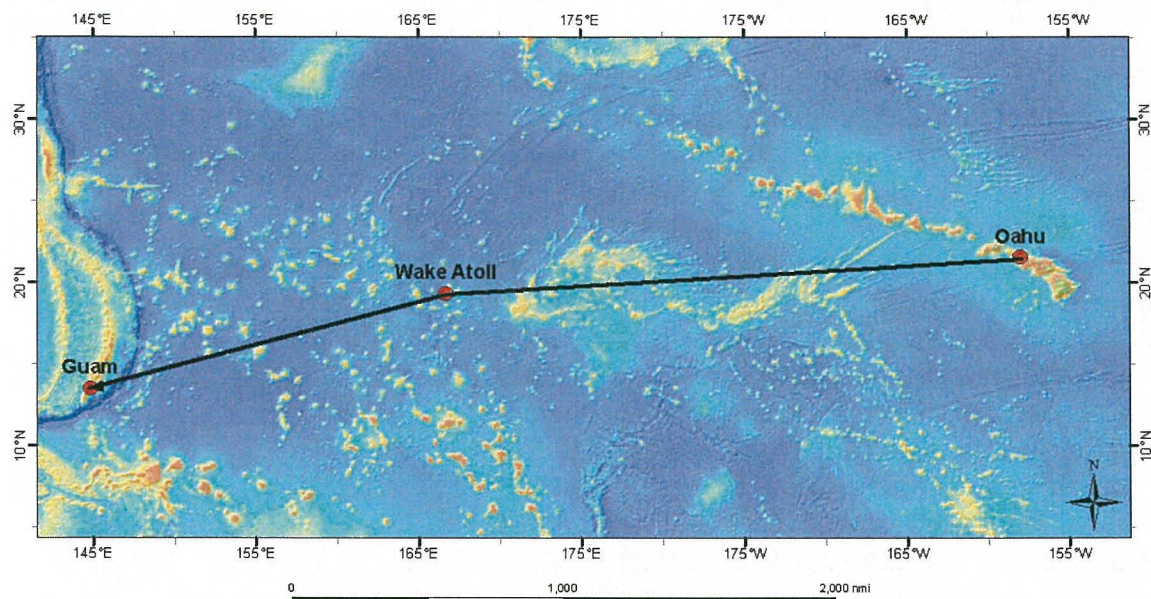 145°E 155°E 165°E 175°E 175°W 165°W 155°W
30°N 30°N
Oahu
Wake Atoll
20°N 20°N
Guam
10°N 10°N
N
145°E 155°E 165°E 175°E 175°W 165°W 155°W
0 1,000 2,000 nmi